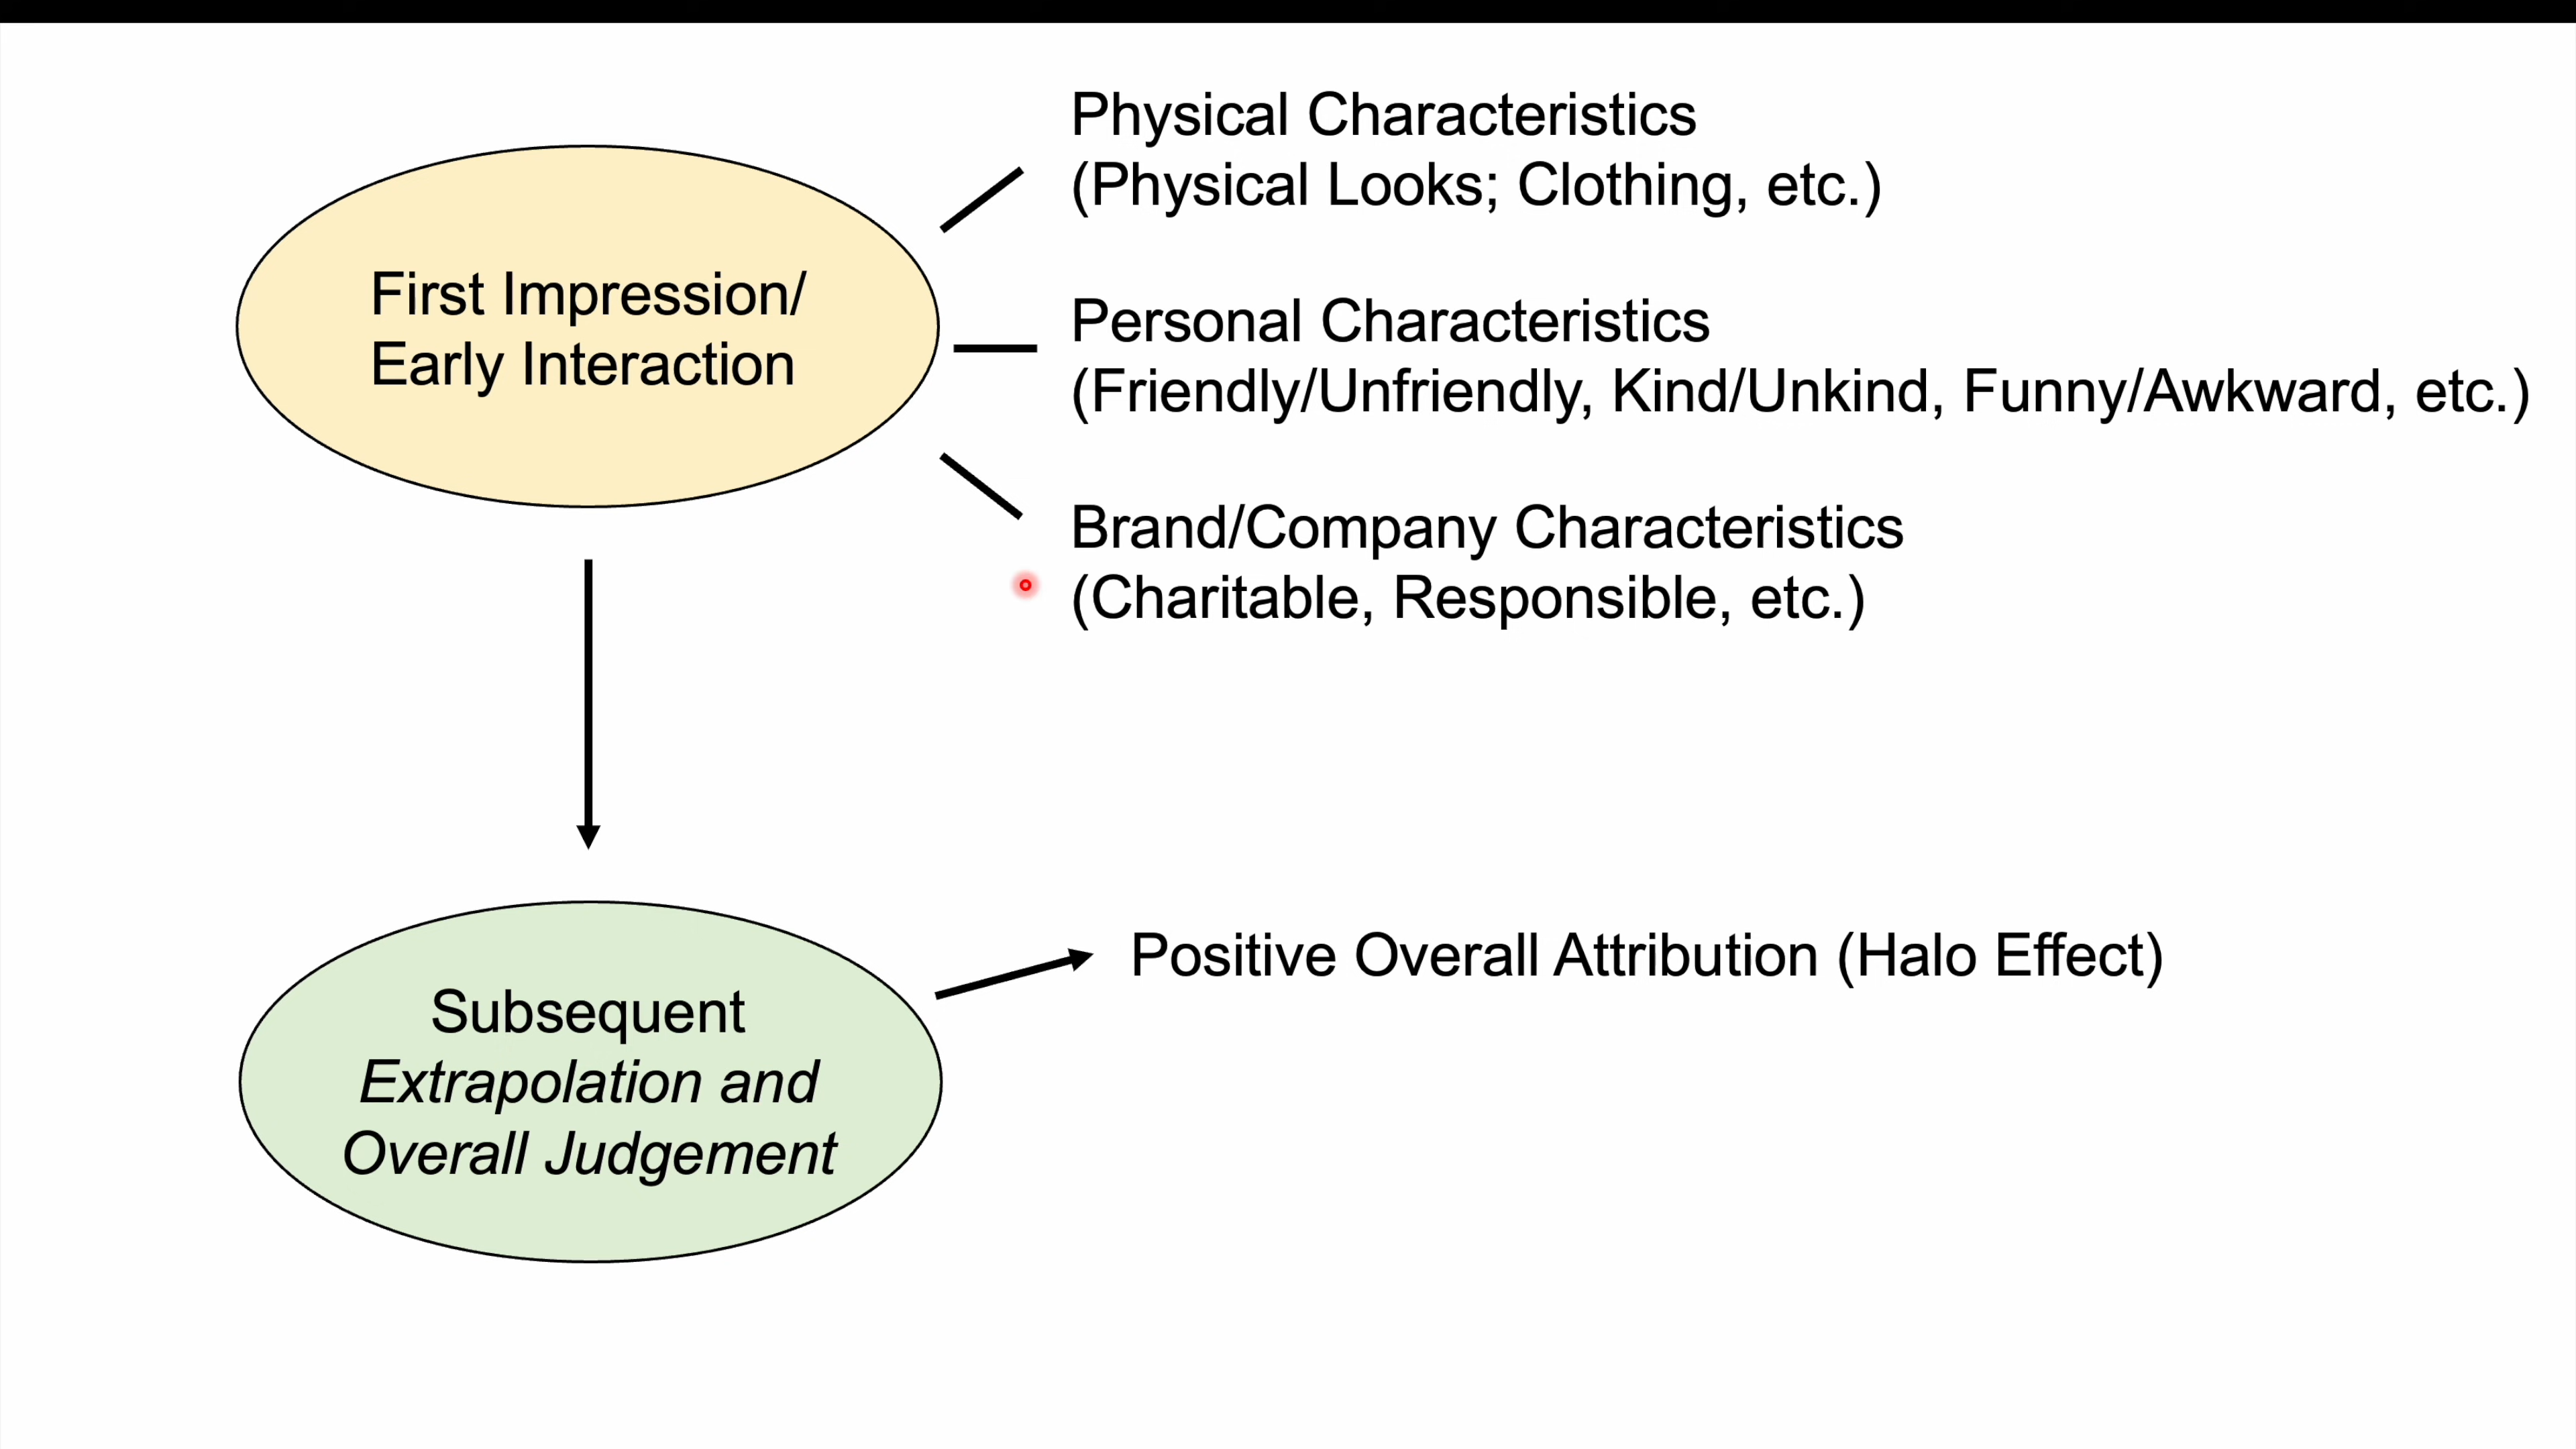 Physical Characteristics
(Physical Looks; Clothing, etc.)
First Impression/
Early Interaction
Personal Characteristics
(Friendly/Unfriendly, Kind/Unkind, Funny/Awkward, etc.)
Brand/Company Characteristics
(Charitable, Responsible, etc.)
Subsequent
Extrapolation and
Overall Judgement
Positive Overall Attribution (Halo Effect)